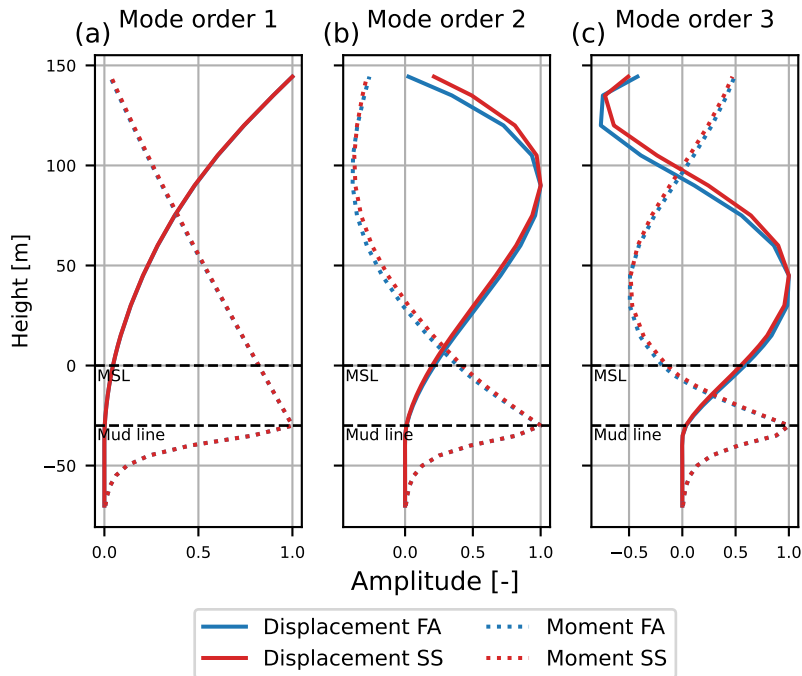 Mode order 1
Mode order 2
Mode order 3
(a)
(b)
(c)
Height [m]
150
100
50
0
−50
MSL
MSL
MSL
Mud line
Mud line
Mud line
0.0 0.5 1.0
0.0 0.5 1.0
−0.5 0.0 0.5 1.0
Amplitude [-]
Displacement FA
Moment FA
Displacement SS
Moment SS